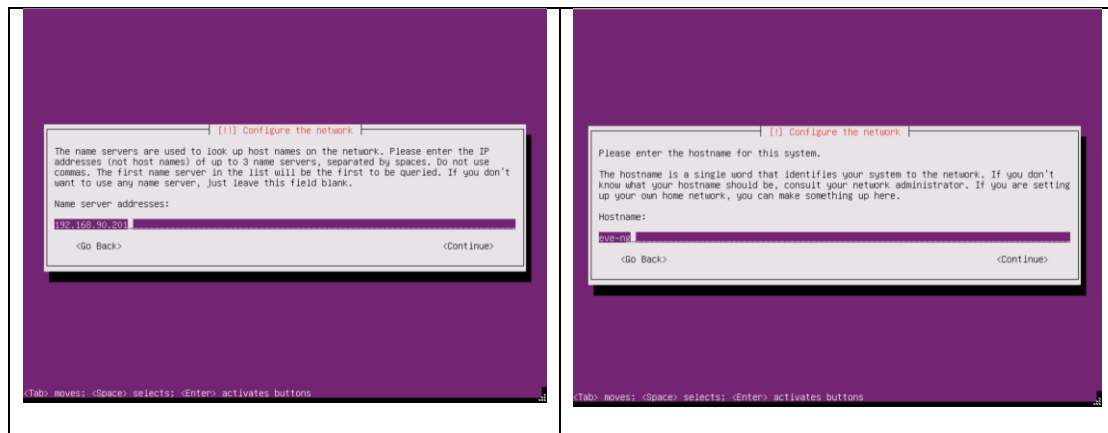 [!!] Configure the network
The name servers are used to look up host names on the network. Please enter the IP
addresses (not host names) of up to 3 name servers, separated by spaces. Do not use
commas. The first name server in the list will be the first to be queried. If you don't
want to use any name server, just leave this field blank.
Name server addresses:
192.168.90.201
<Go Back> <Continue>
<Tab> moves; <Space> selects; <Enter> activates buttons
[!] Configure the network
Please enter the hostname for this system.
The hostname is a single word that identifies your system to the network. If you don't
know what your hostname should be, consult your network administrator. If you are setting
up your own home network, you can make something up here.
Hostname:
eve-ng
<Go Back> <Continue>
<Tab> moves; <Space> selects; <Enter> activates buttons